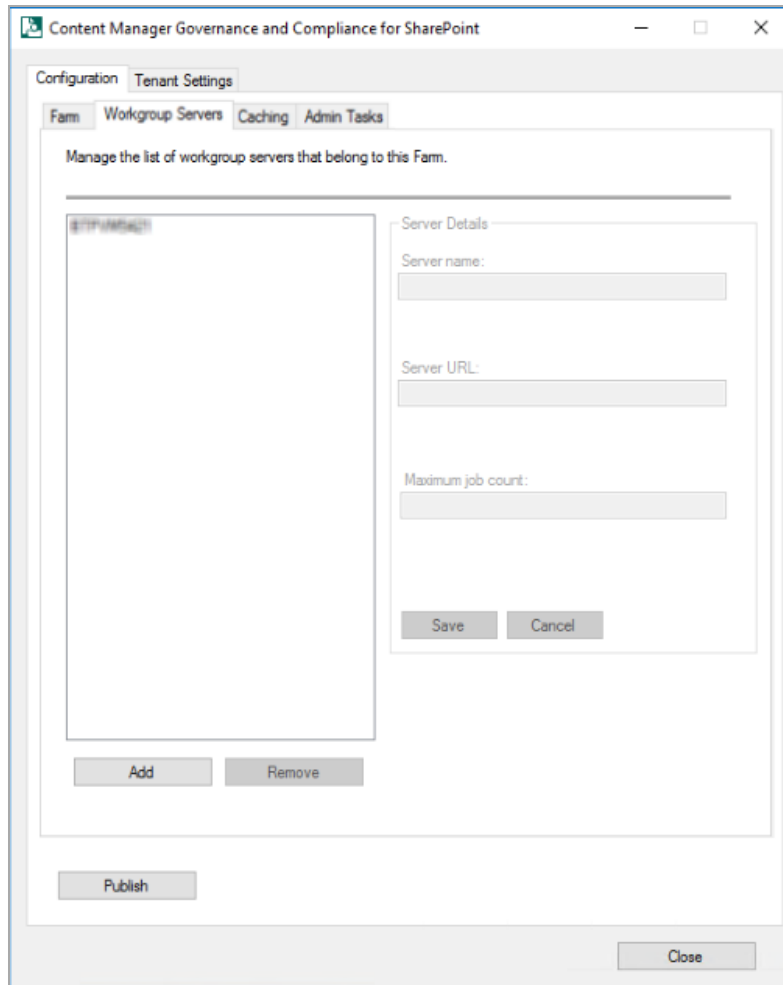 Content Manager Governance and Compliance for SharePoint
Configuration Tenant Settings
Farm Workgroup Servers Caching Admin Tasks
Manage the list of workgroup servers that belong to this Farm.
Server Details
Server name:
Server URL:
Maximum job count:
Save Cancel
Add Remove
Publish
Close